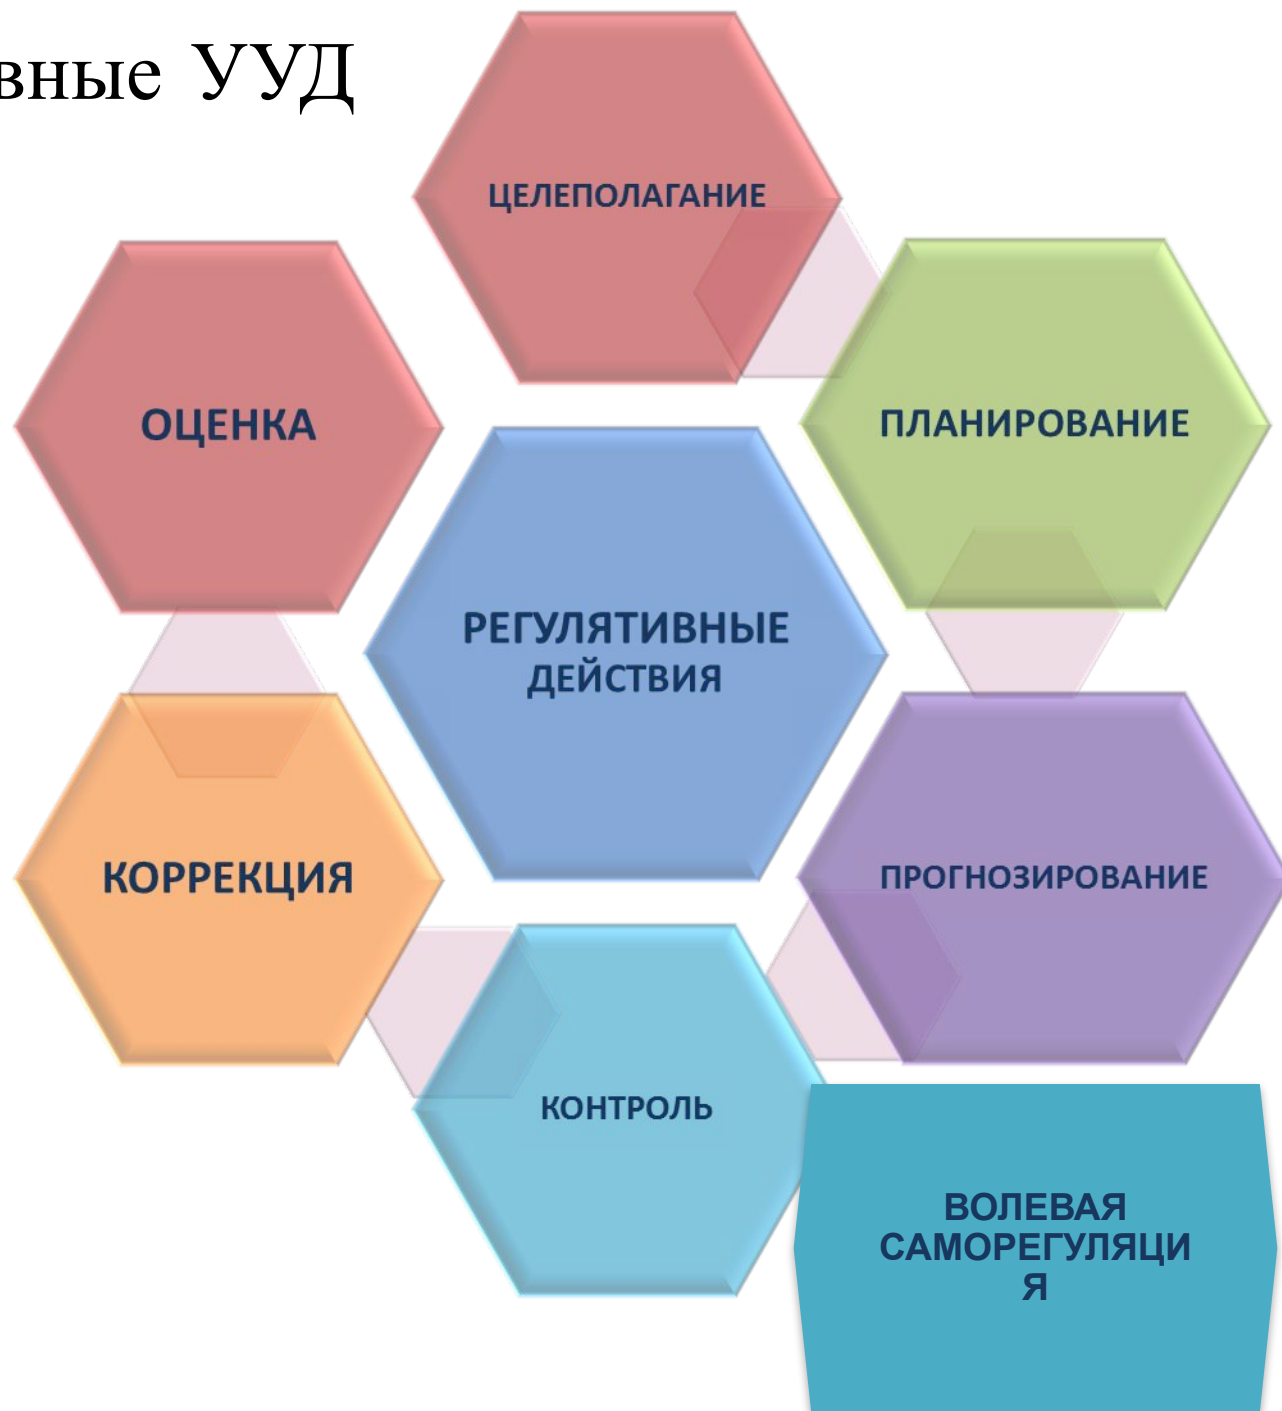 вные УУД
ЦЕЛЕПОЛАГАНИЕ
ОЦЕНКА
ПЛАНИРОВАНИЕ
РЕГУЛЯТИВНЫЕ
ДЕЙСТВИЯ
КОРРЕКЦИЯ
ПРОГНОЗИРОВАНИЕ
КОНТРОЛЬ
ВОЛЕВАЯ
САМОРЕГУЛЯЦИ
Я